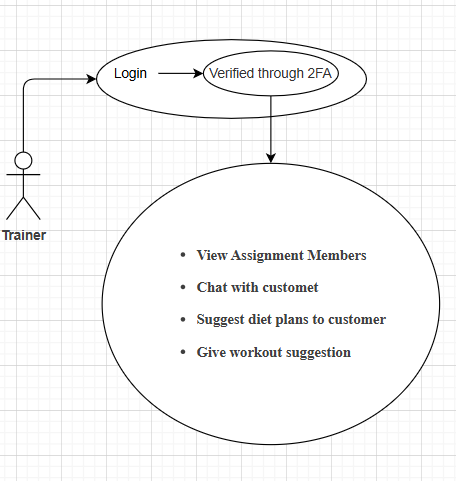 Login
Verified through 2FA
Trainer
• View Assignment Members
• Chat with customet
• Suggest diet plans to customer
• Give workout suggestion